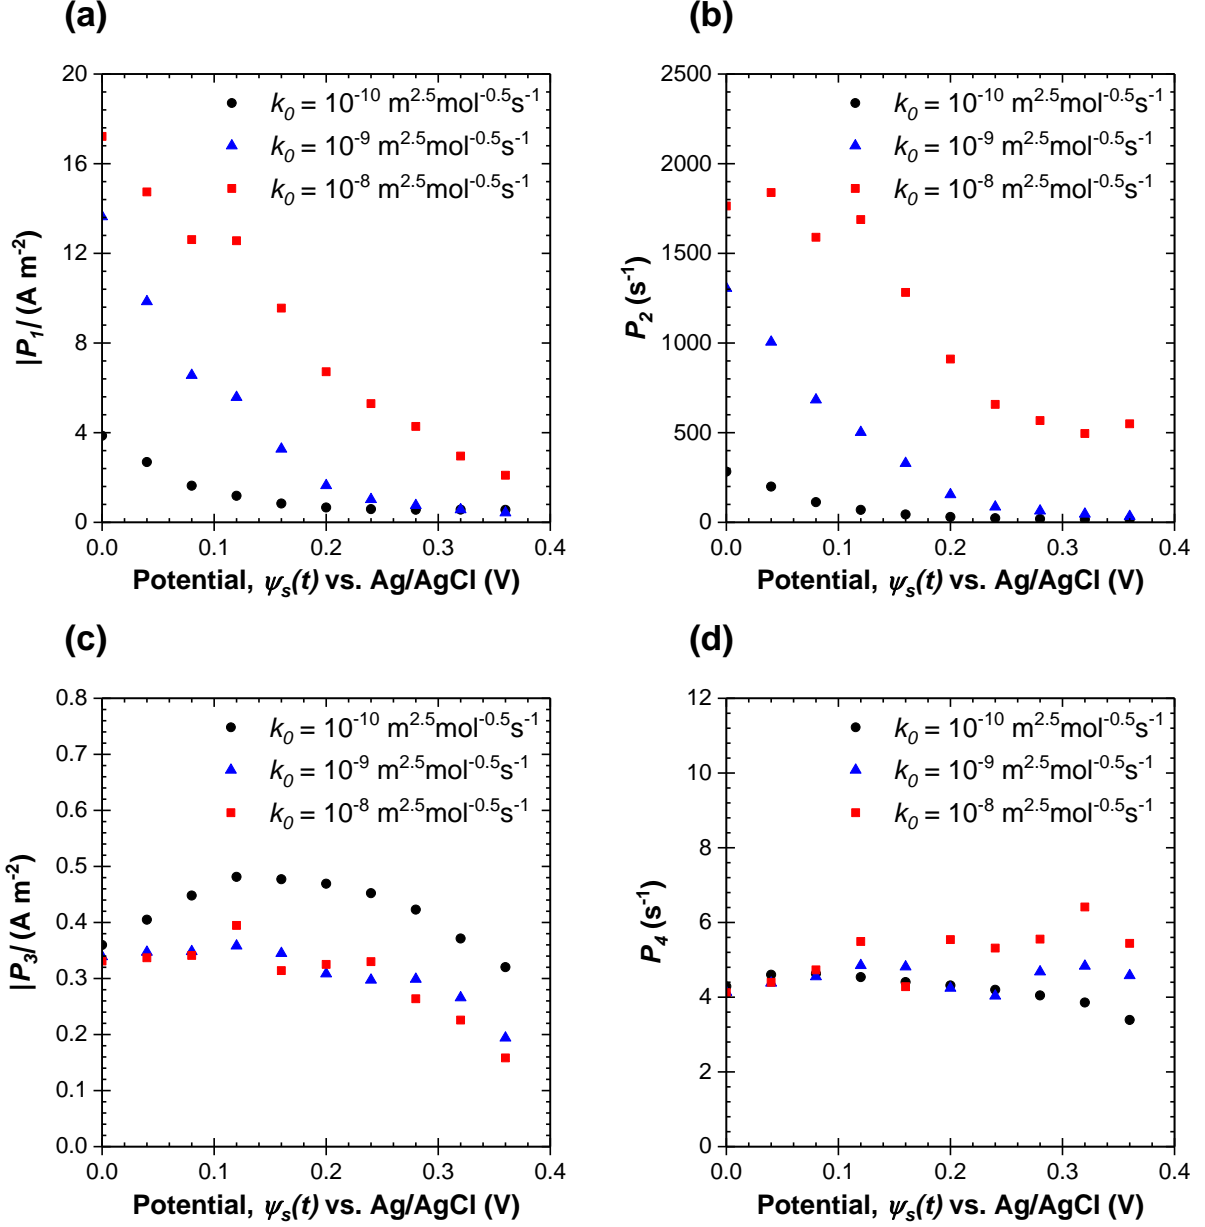 (a)
20
16
12
8
4
0
0.0 0.1 0.2 0.3 0.4
|P₁/ (A m⁻²)
Potential, ψₛ(t) vs. Ag/AgCl (V)
k₀ = 10⁻¹⁰ m²·⁵mol⁻⁰·⁵s⁻¹
k₀ = 10⁻⁹ m²·⁵mol⁻⁰·⁵s⁻¹
k₀ = 10⁻⁸ m²·⁵mol⁻⁰·⁵s⁻¹
(b)
2500
2000
1500
1000
500
0
0.0 0.1 0.2 0.3 0.4
P₂ (s⁻¹)
Potential, ψₛ(t) vs. Ag/AgCl (V)
k₀ = 10⁻¹⁰ m²·⁵mol⁻⁰·⁵s⁻¹
k₀ = 10⁻⁹ m²·⁵mol⁻⁰·⁵s⁻¹
k₀ = 10⁻⁸ m²·⁵mol⁻⁰·⁵s⁻¹
(c)
0.8
0.7
0.6
0.5
0.4
0.3
0.2
0.1
0.0
0.0 0.1 0.2 0.3 0.4
|P₃/ (A m⁻²)
Potential, ψₛ(t) vs. Ag/AgCl (V)
k₀ = 10⁻¹⁰ m²·⁵mol⁻⁰·⁵s⁻¹
k₀ = 10⁻⁹ m²·⁵mol⁻⁰·⁵s⁻¹
k₀ = 10⁻⁸ m²·⁵mol⁻⁰·⁵s⁻¹
(d)
12
10
8
6
4
2
0
0.0 0.1 0.2 0.3 0.4
P₄ (s⁻¹)
Potential, ψₛ(t) vs. Ag/AgCl (V)
k₀ = 10⁻¹⁰ m²·⁵mol⁻⁰·⁵s⁻¹
k₀ = 10⁻⁹ m²·⁵mol⁻⁰·⁵s⁻¹
k₀ = 10⁻⁸ m²·⁵mol⁻⁰·⁵s⁻¹